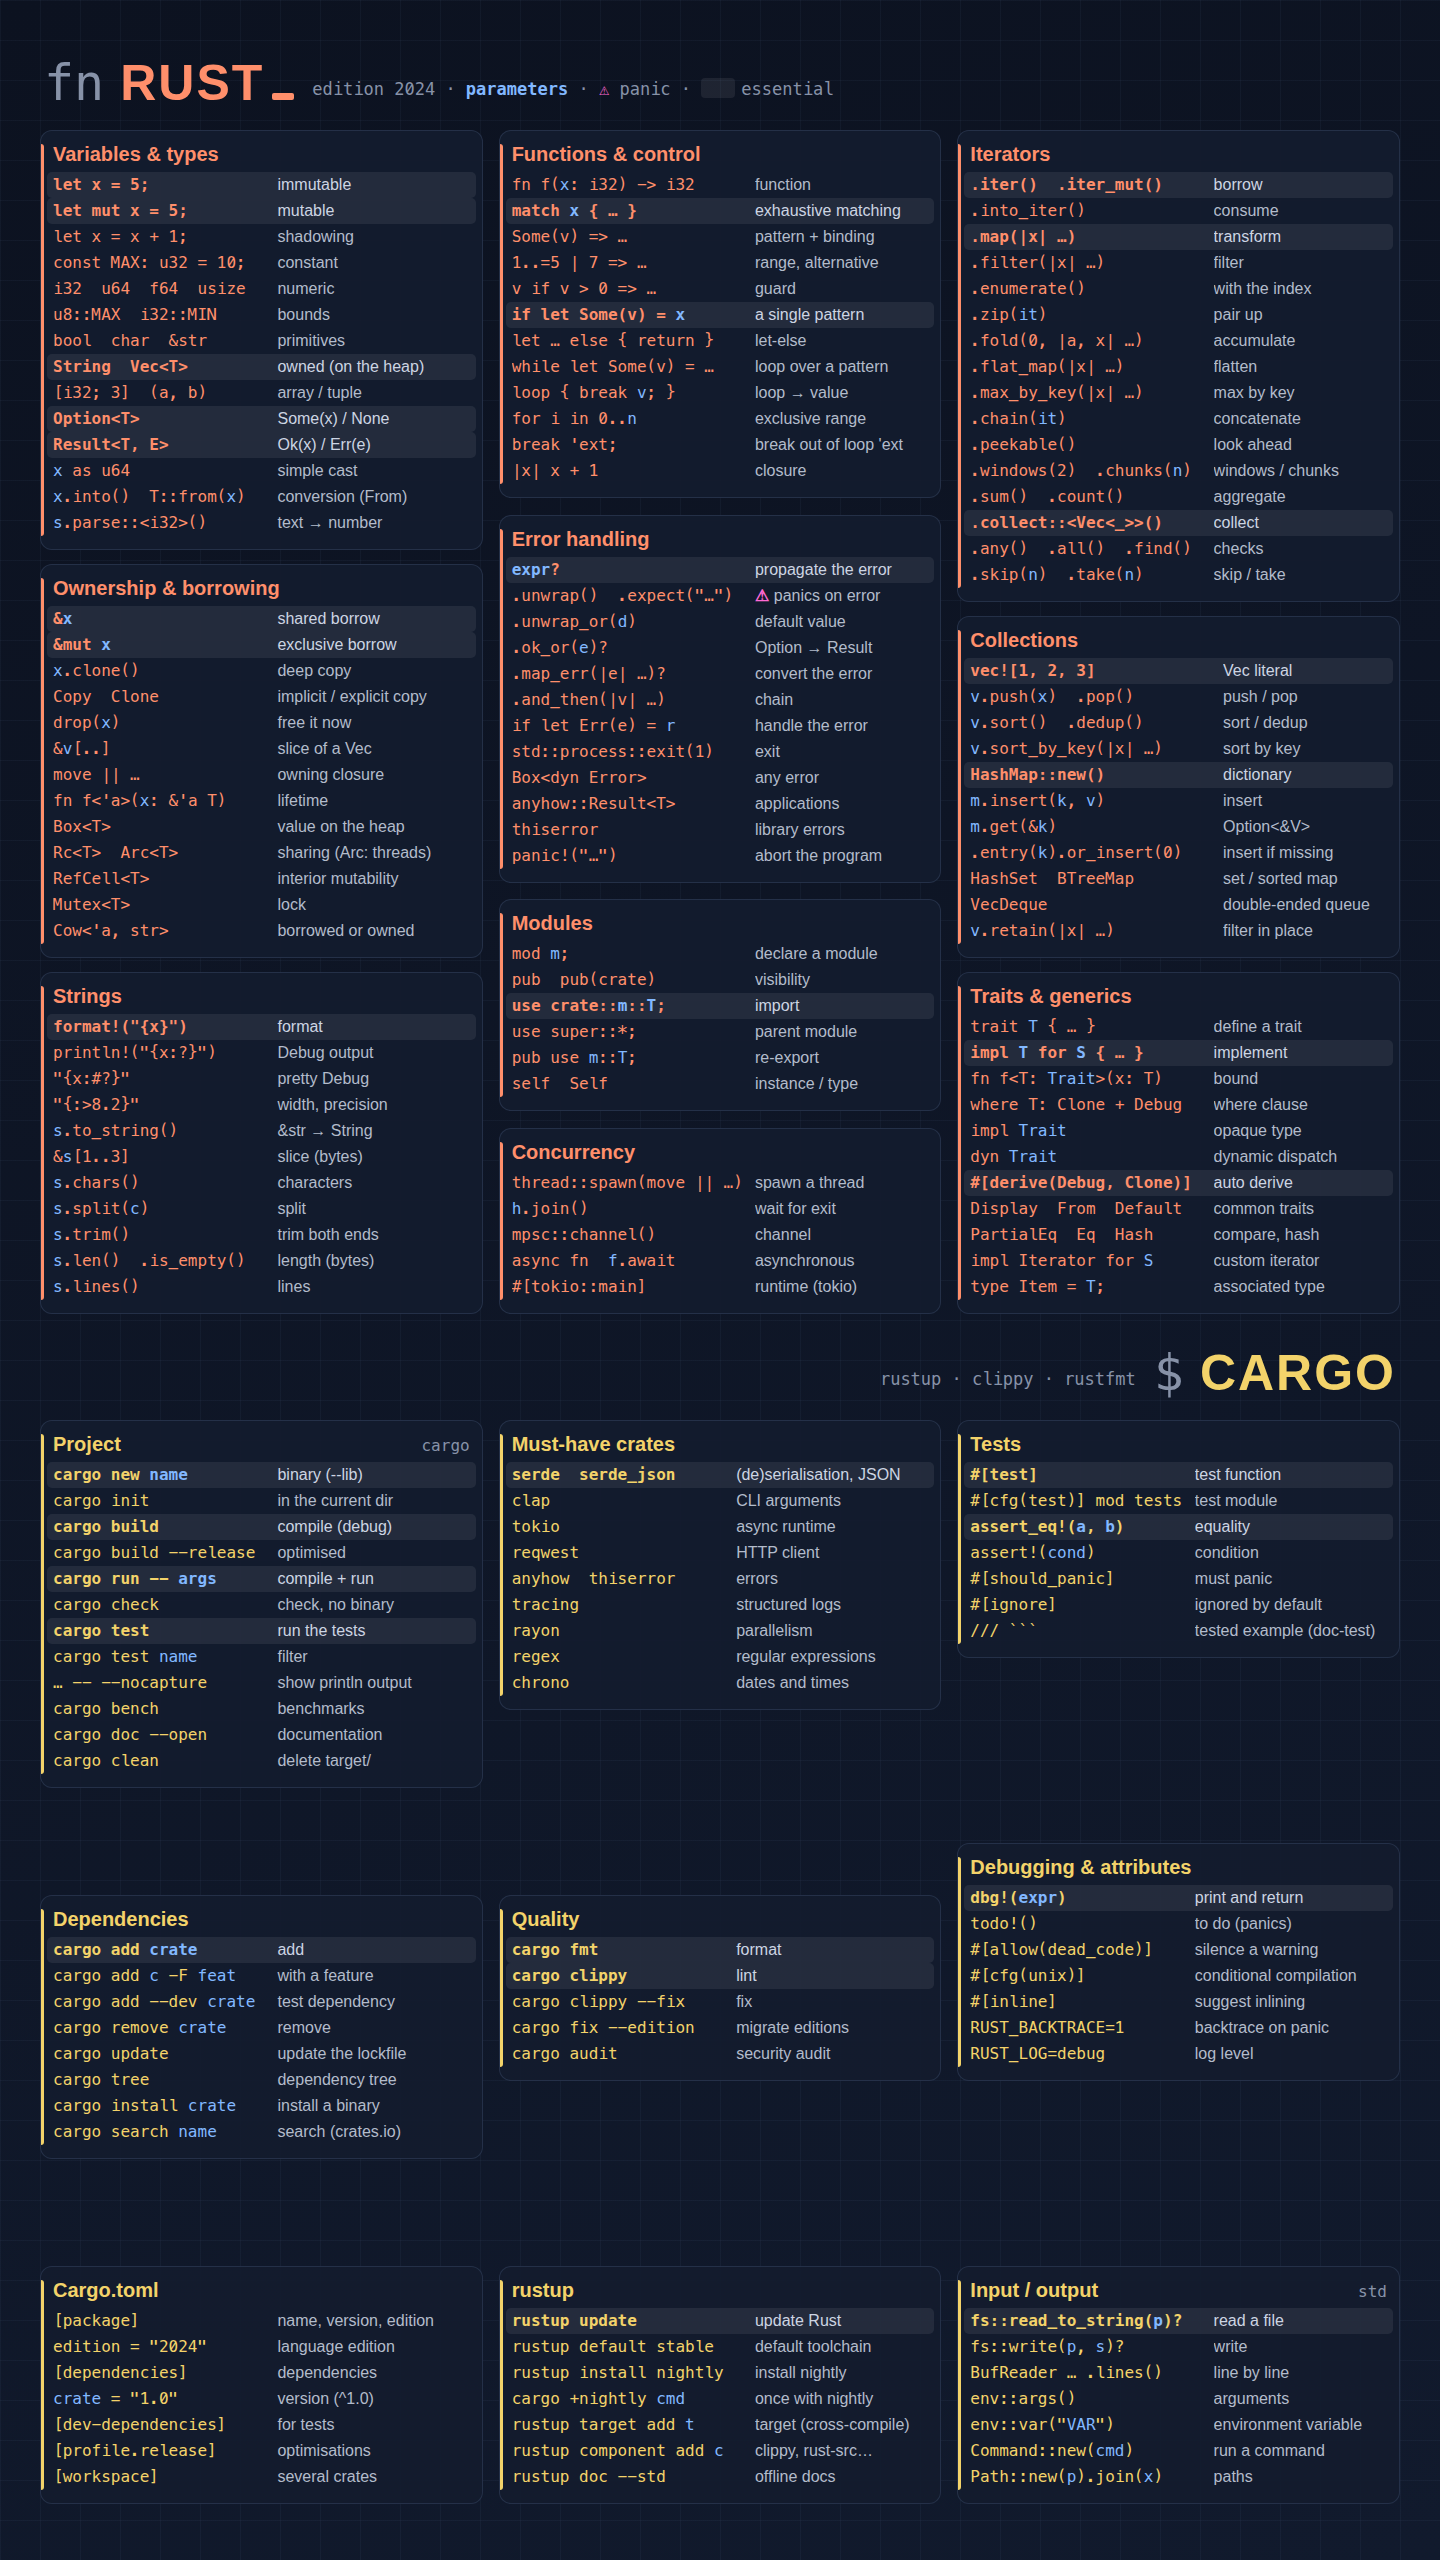 fn RUST_ edition 2024 · parameters · ⚠ panic · essential
Variables & types
let x = 5; immutable
let mut x = 5; mutable
let x = x + 1; shadowing
const MAX: u32 = 10; constant
i32 u64 f64 usize numeric
u8::MAX i32::MIN bounds
bool char &str primitives
String Vec<T> owned (on the heap)
[i32; 3] (a, b) array / tuple
Option<T> Some(x) / None
Result<T, E> Ok(x) / Err(e)
x as u64 simple cast
x.into() T::from(x) conversion (From)
s.parse::<i32>() text → number
Ownership & borrowing
&x shared borrow
&mut x exclusive borrow
x.clone() deep copy
Copy Clone implicit / explicit copy
drop(x) free it now
&v[..] slice of a Vec
move || … owning closure
fn f<'a>(x: &'a T) lifetime
Box<T> value on the heap
Rc<T> Arc<T> sharing (Arc: threads)
RefCell<T> interior mutability
Mutex<T> lock
Cow<'a, str> borrowed or owned
Strings
format!("{x}") format
println!("{x:?}") Debug output
"{x:#?}" pretty Debug
"{:>8.2}" width, precision
s.to_string() &str → String
&s[1..3] slice (bytes)
s.chars() characters
s.split(c) split
s.trim() trim both ends
s.len() .is_empty() length (bytes)
s.lines() lines
Functions & control
fn f(x: i32) -> i32 function
match x { … } exhaustive matching
Some(v) => … pattern + binding
1..=5 | 7 => … range, alternative
v if v > 0 => … guard
if let Some(v) = x a single pattern
let … else { return } let-else
while let Some(v) = … loop over a pattern
loop { break v; } loop → value
for i in 0..n exclusive range
break 'ext; break out of loop 'ext
|x| x + 1 closure
Error handling
expr? propagate the error
.unwrap() .expect("…") ⚠ panics on error
.unwrap_or(d) default value
.ok_or(e)? Option → Result
.map_err(|e| …)? convert the error
.and_then(|v| …) chain
if let Err(e) = r handle the error
std::process::exit(1) exit
Box<dyn Error> any error
anyhow::Result<T> applications
thiserror library errors
panic!("…") abort the program
Modules
mod m; declare a module
pub pub(crate) visibility
use crate::m::T; import
use super::*; parent module
pub use m::T; re-export
self Self instance / type
Concurrency
thread::spawn(move || …) spawn a thread
h.join() wait for exit
mpsc::channel() channel
async fn f.await asynchronous
#[tokio::main] runtime (tokio)
Iterators
.iter() .iter_mut() borrow
.into_iter() consume
.map(|x| …) transform
.filter(|x| …) filter
.enumerate() with the index
.zip(it) pair up
.fold(0, |a, x| …) accumulate
.flat_map(|x| …) flatten
.max_by_key(|x| …) max by key
.chain(it) concatenate
.peekable() look ahead
.windows(2) .chunks(n) windows / chunks
.sum() .count() aggregate
.collect::<Vec<_>>() collect
.any() .all() .find() checks
.skip(n) .take(n) skip / take
Collections
vec![1, 2, 3] Vec literal
v.push(x) .pop() push / pop
v.sort() .dedup() sort / dedup
v.sort_by_key(|x| …) sort by key
HashMap::new() dictionary
m.insert(k, v) insert
m.get(&k) Option<&V>
.entry(k).or_insert(0) insert if missing
HashSet BTreeMap set / sorted map
VecDeque double-ended queue
v.retain(|x| …) filter in place
Traits & generics
trait T { … } define a trait
impl T for S { … } implement
fn f<T: Trait>(x: T) bound
where T: Clone + Debug where clause
impl Trait opaque type
dyn Trait dynamic dispatch
#[derive(Debug, Clone)] auto derive
Display From Default common traits
PartialEq Eq Hash compare, hash
impl Iterator for S custom iterator
type Item = T; associated type
rustup · clippy · rustfmt $ CARGO
Project cargo
cargo new name binary (--lib)
cargo init in the current dir
cargo build compile (debug)
cargo build --release optimised
cargo run -- args compile + run
cargo check check, no binary
cargo test run the tests
cargo test name filter
… -- --nocapture show println output
cargo bench benchmarks
cargo doc --open documentation
cargo clean delete target/
Must-have crates
serde serde_json (de)serialisation, JSON
clap CLI arguments
tokio async runtime
reqwest HTTP client
anyhow thiserror errors
tracing structured logs
rayon parallelism
regex regular expressions
chrono dates and times
Tests
#[test] test function
#[cfg(test)] mod tests test module
assert_eq!(a, b) equality
assert!(cond) condition
#[should_panic] must panic
#[ignore] ignored by default
/// ``` tested example (doc-test)
Dependencies
cargo add crate add
cargo add c -F feat with a feature
cargo add --dev crate test dependency
cargo remove crate remove
cargo update update the lockfile
cargo tree dependency tree
cargo install crate install a binary
cargo search name search (crates.io)
Quality
cargo fmt format
cargo clippy lint
cargo clippy --fix fix
cargo fix --edition migrate editions
cargo audit security audit
Debugging & attributes
dbg!(expr) print and return
todo!() to do (panics)
#[allow(dead_code)] silence a warning
#[cfg(unix)] conditional compilation
#[inline] suggest inlining
RUST_BACKTRACE=1 backtrace on panic
RUST_LOG=debug log level
Cargo.toml
[package] name, version, edition
edition = "2024" language edition
[dependencies] dependencies
crate = "1.0" version (^1.0)
[dev-dependencies] for tests
[profile.release] optimisations
[workspace] several crates
rustup
rustup update update Rust
rustup default stable default toolchain
rustup install nightly install nightly
cargo +nightly cmd once with nightly
rustup target add t target (cross-compile)
rustup component add c clippy, rust-src…
rustup doc --std offline docs
Input / output std
fs::read_to_string(p)? read a file
fs::write(p, s)? write
BufReader … .lines() line by line
env::args() arguments
env::var("VAR") environment variable
Command::new(cmd) run a command
Path::new(p).join(x) paths